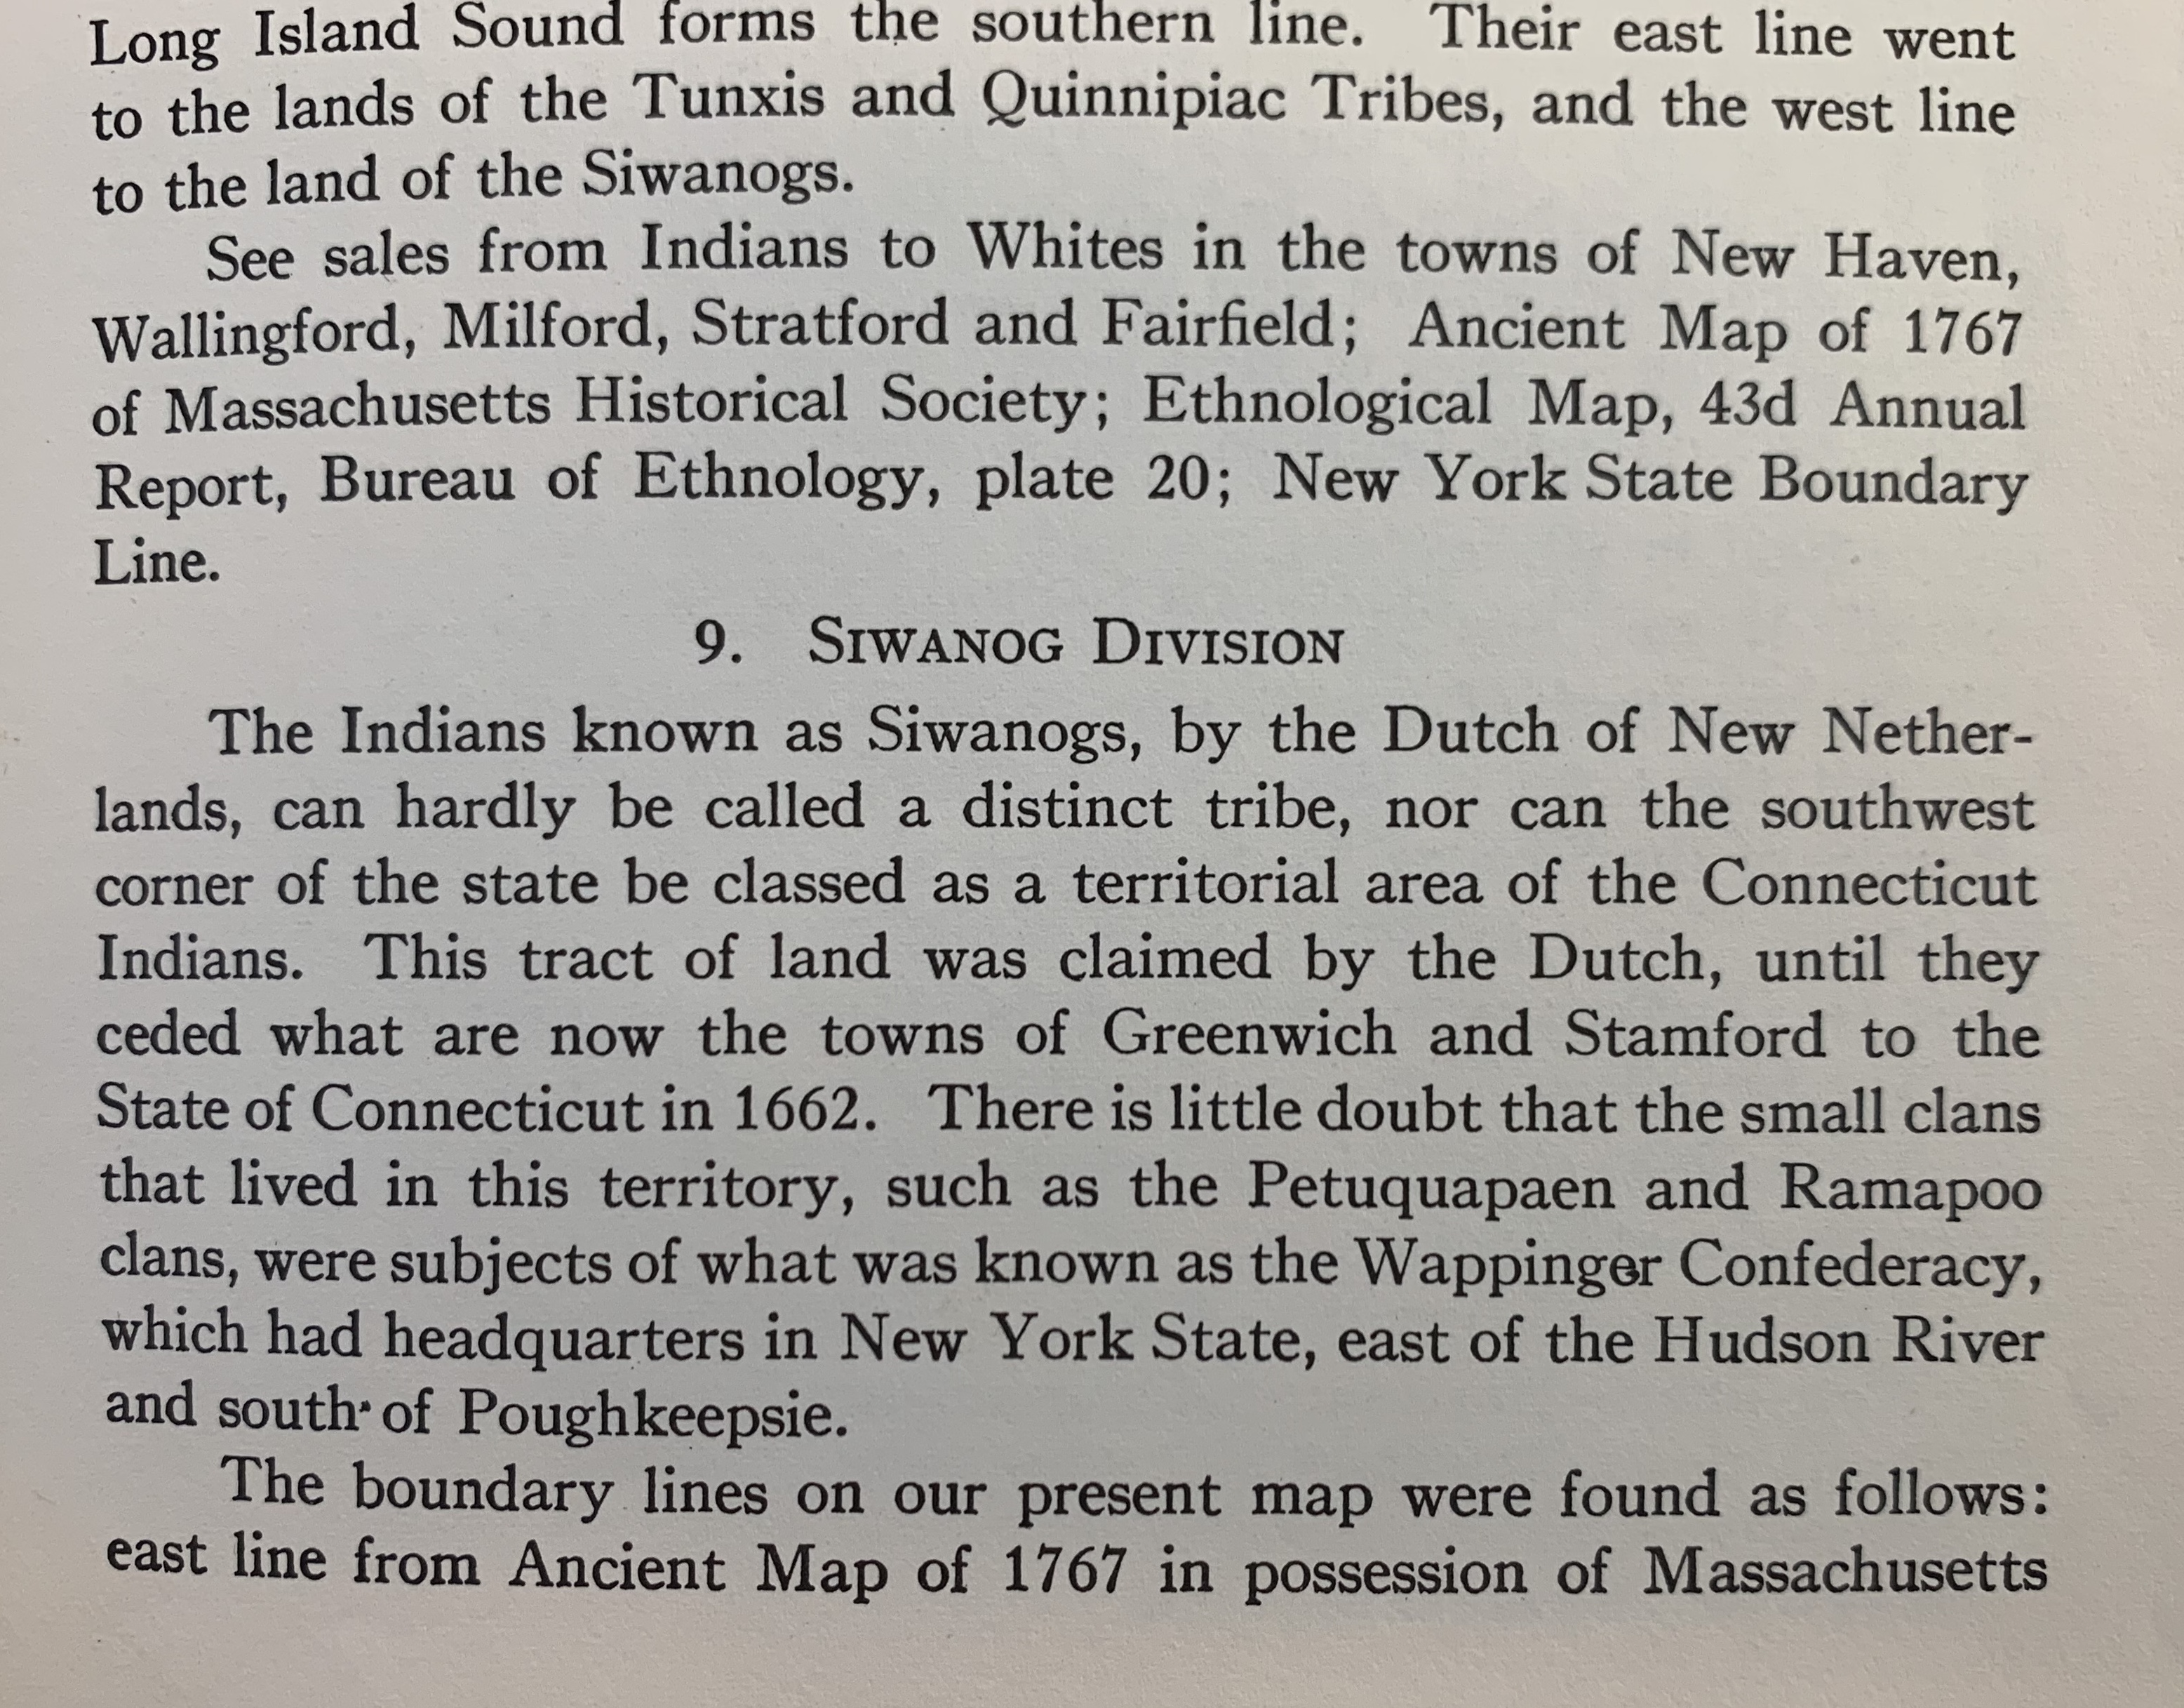 Long Island Sound forms the southern line. Their east line went
to the lands of the Tunxis and Quinnipiac Tribes, and the west line
to the land of the Siwanogs.
See sales from Indians to Whites in the towns of New Haven,
Wallingford, Milford, Stratford and Fairfield; Ancient Map of 1767
of Massachusetts Historical Society; Ethnological Map, 43d Annual
Report, Bureau of Ethnology, plate 20; New York State Boundary
Line.
9. SIWANOG DIVISION
The Indians known as Siwanogs, by the Dutch of New Nether-
lands, can hardly be called a distinct tribe, nor can the southwest
corner of the state be classed as a territorial area of the Connecticut
Indians. This tract of land was claimed by the Dutch, until they
ceded what are now the towns of Greenwich and Stamford to the
State of Connecticut in 1662. There is little doubt that the small clans
that lived in this territory, such as the Petuquapaen and Ramapoo
clans, were subjects of what was known as the Wappinger Confederacy,
which had headquarters in New York State, east of the Hudson River
and south of Poughkeepsie.
The boundary lines on our present map were found as follows:
east line from Ancient Map of 1767 in possession of Massachusetts